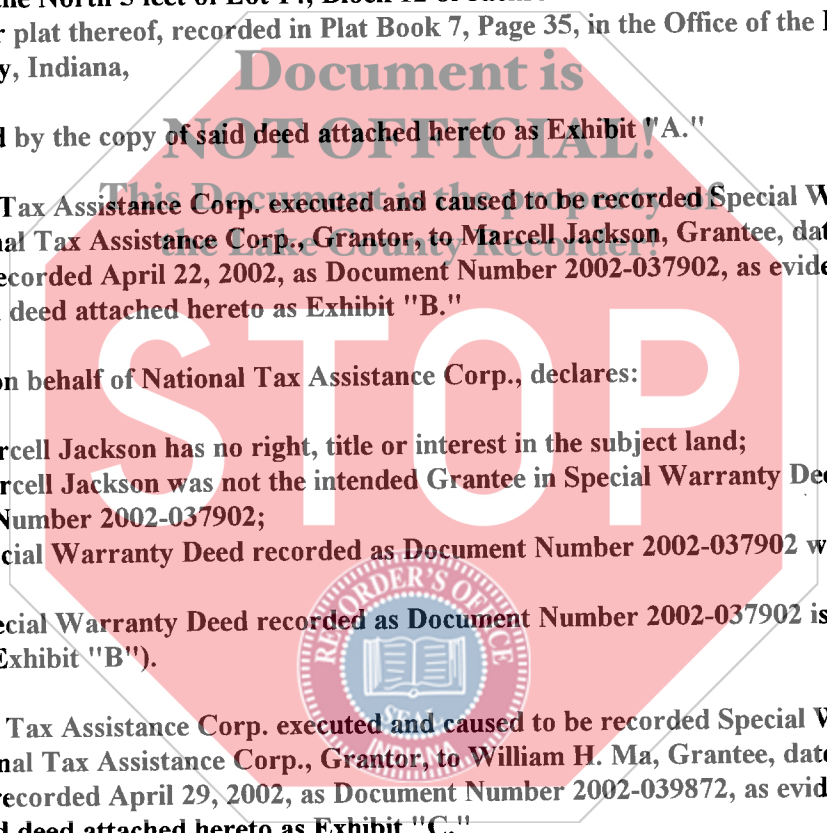 the North 5 feet of Lot 14, Block 12 of
r plat thereof, recorded in Plat Book 7, Page 35, in the Office of the
y, Indiana,
Document is
NOT OFFICIAL!
d by the copy of said deed attached hereto as Exhibit "A."
This Document is the property of
the Lake County Recorder!
Tax Assistance Corp. executed and caused to be recorded Special W
nal Tax Assistance Corp., Grantor, to Marcell Jackson, Grantee, dat
ecorded April 22, 2002, as Document Number 2002-037902, as evide
deed attached hereto as Exhibit "B."
STOP
on behalf of National Tax Assistance Corp., declares:
rcell Jackson has no right, title or interest in the subject land;
rcell Jackson was not the intended Grantee in Special Warranty Dee
Number 2002-037902;
cial Warranty Deed recorded as Document Number 2002-037902 w
ecial Warranty Deed recorded as Document Number 2002-037902 is
Exhibit "B").
RECORDER'S OFFICE
SEAL
INDIANA
Tax Assistance Corp. executed and caused to be recorded Special W
nal Tax Assistance Corp., Grantor, to William H. Ma, Grantee, date
recorded April 29, 2002, as Document Number 2002-039872, as evid
d deed attached hereto as Exhibit "C."